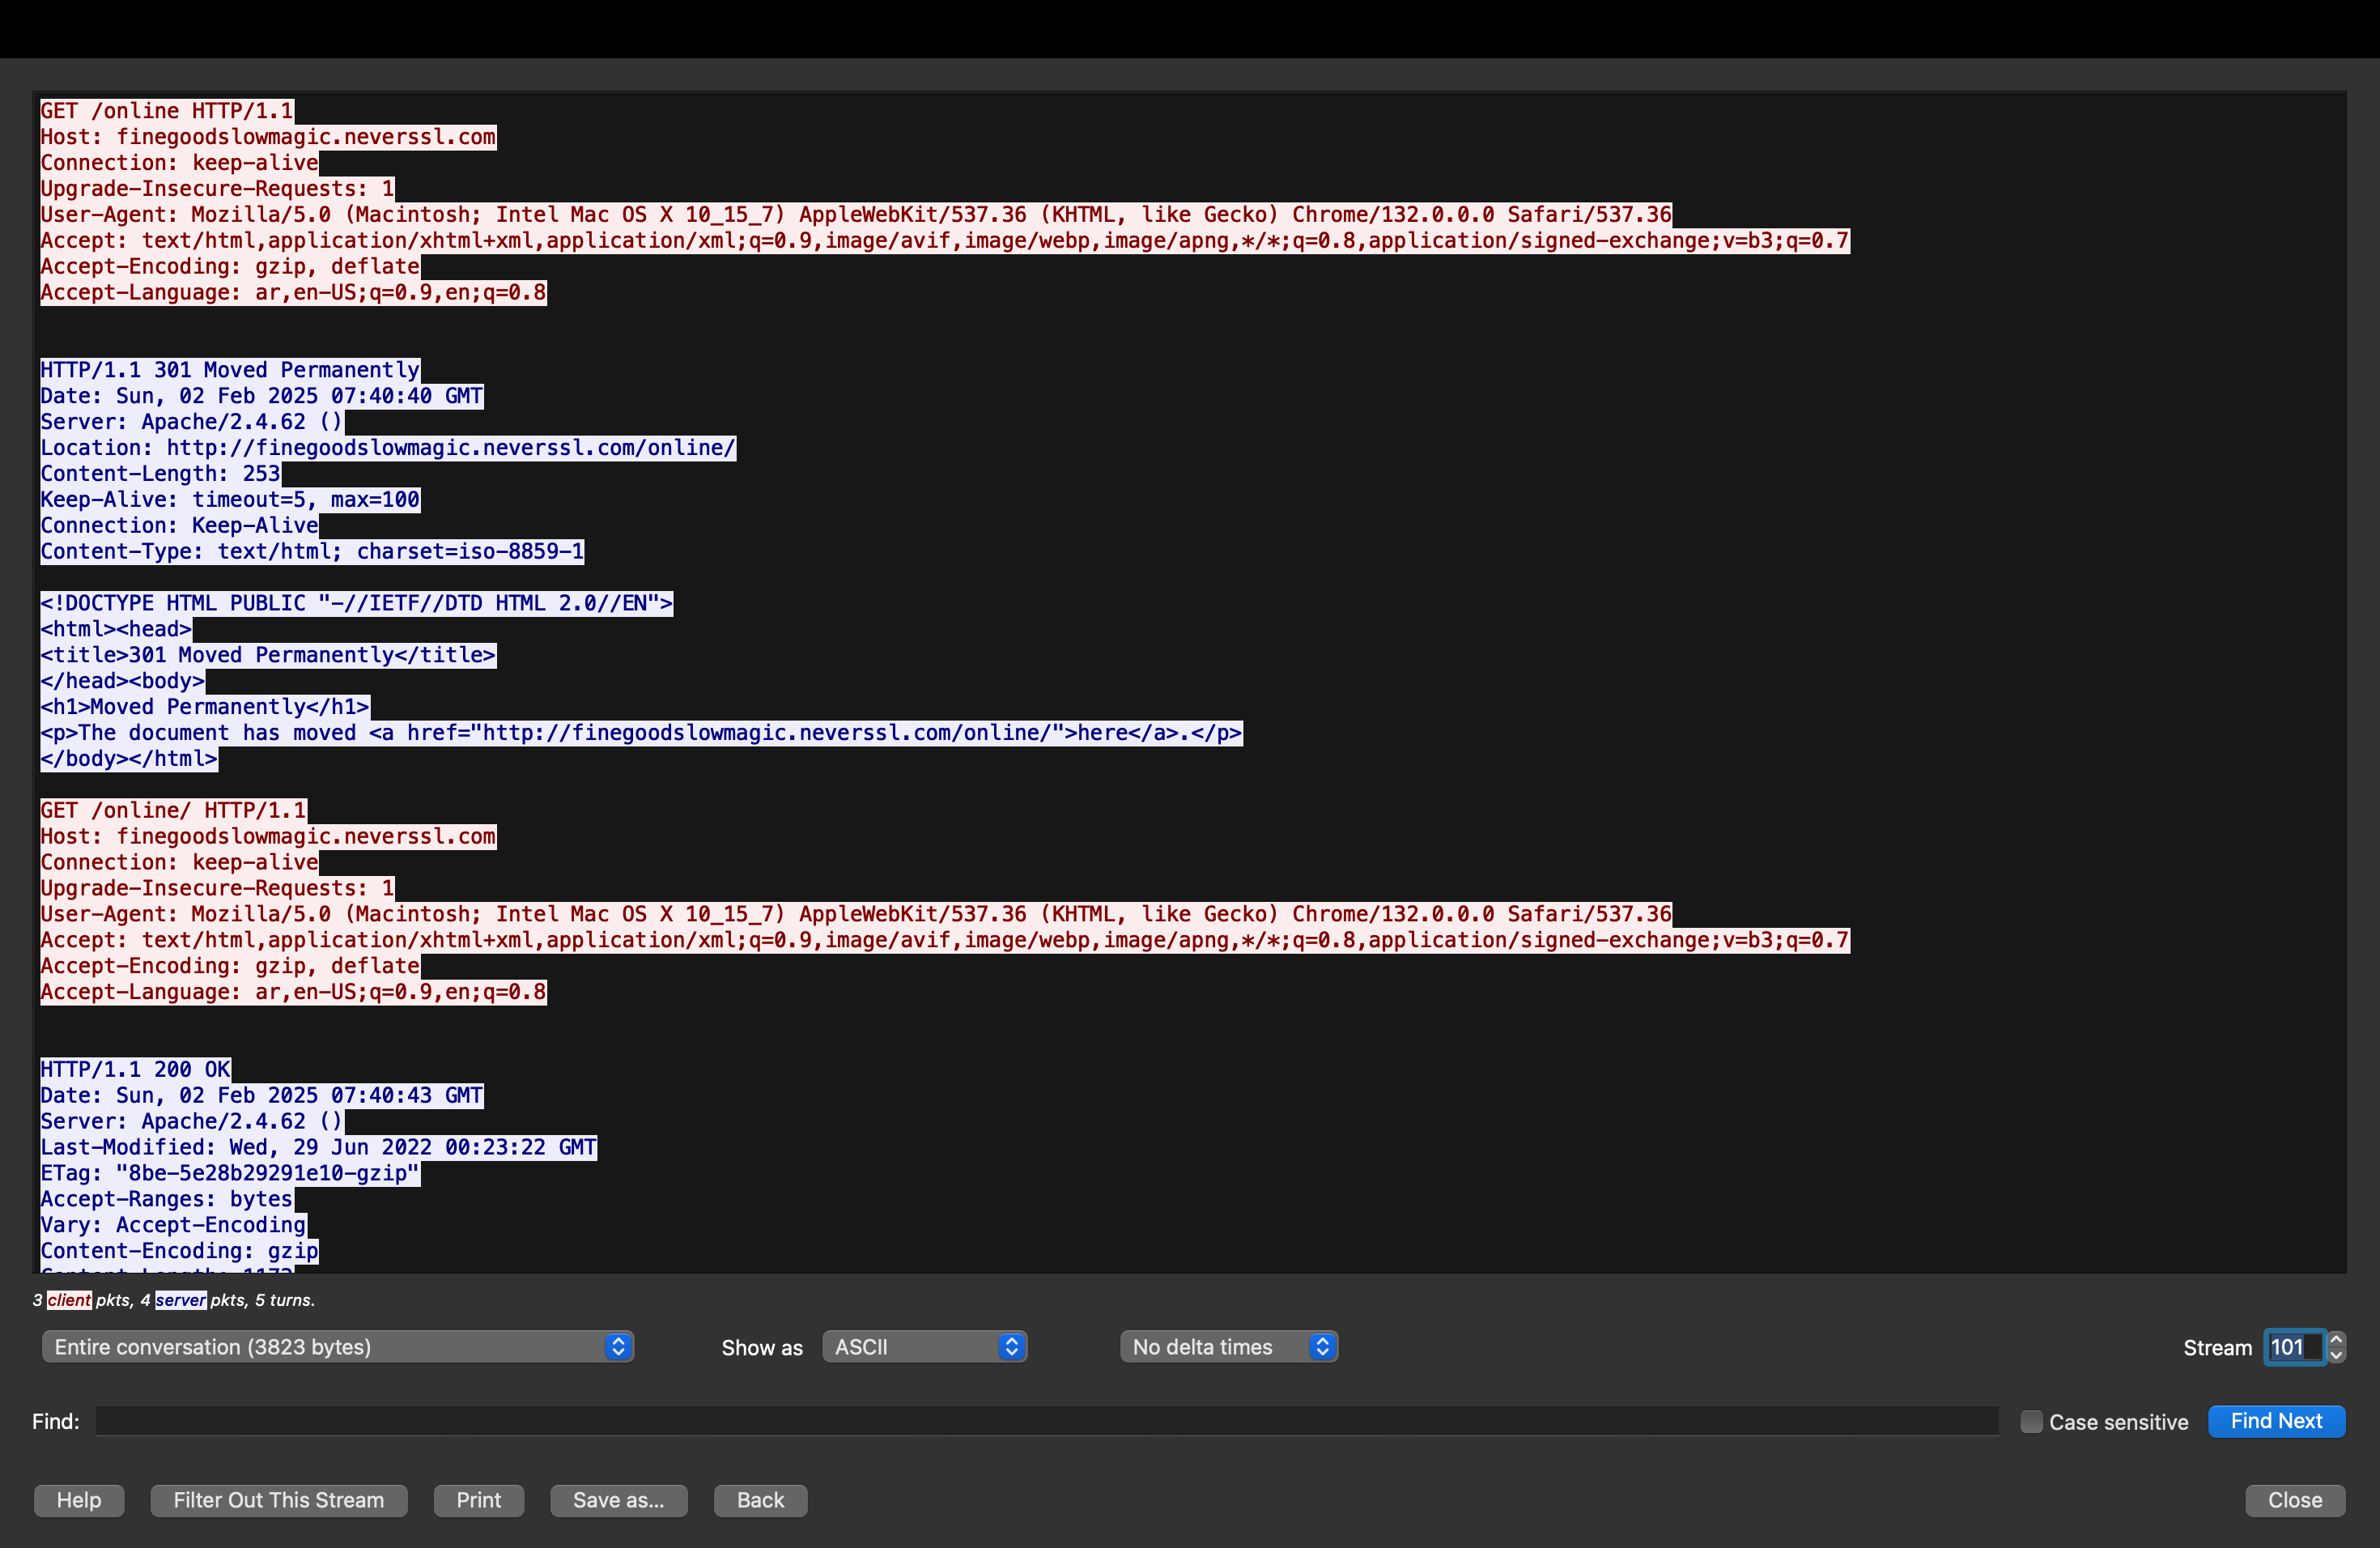 GET /online HTTP/1.1
Host: finegoodslowmagic.neverssl.com
Connection: keep-alive
Upgrade-Insecure-Requests: 1
User-Agent: Mozilla/5.0 (Macintosh; Intel Mac OS X 10_15_7) AppleWebKit/537.36 (KHTML, like Gecko) Chrome/132.0.0.0 Safari/537.36
Accept: text/html,application/xhtml+xml,application/xml;q=0.9,image/avif,image/webp,image/apng,*/*;q=0.8,application/signed-exchange;v=b3;q=0.7
Accept-Encoding: gzip, deflate
Accept-Language: ar,en-US;q=0.9,en;q=0.8
HTTP/1.1 301 Moved Permanently
Date: Sun, 02 Feb 2025 07:40:40 GMT
Server: Apache/2.4.62 ()
Location: http://finegoodslowmagic.neverssl.com/online/
Content-Length: 253
Keep-Alive: timeout=5, max=100
Connection: Keep-Alive
Content-Type: text/html; charset=iso-8859-1
<!DOCTYPE HTML PUBLIC "-//IETF//DTD HTML 2.0//EN">
<html><head>
<title>301 Moved Permanently</title>
</head><body>
<h1>Moved Permanently</h1>
<p>The document has moved <a href="http://finegoodslowmagic.neverssl.com/online/">here</a>.</p>
</body></html>
GET /online/ HTTP/1.1
Host: finegoodslowmagic.neverssl.com
Connection: keep-alive
Upgrade-Insecure-Requests: 1
User-Agent: Mozilla/5.0 (Macintosh; Intel Mac OS X 10_15_7) AppleWebKit/537.36 (KHTML, like Gecko) Chrome/132.0.0.0 Safari/537.36
Accept: text/html,application/xhtml+xml,application/xml;q=0.9,image/avif,image/webp,image/apng,*/*;q=0.8,application/signed-exchange;v=b3;q=0.7
Accept-Encoding: gzip, deflate
Accept-Language: ar,en-US;q=0.9,en;q=0.8
HTTP/1.1 200 OK
Date: Sun, 02 Feb 2025 07:40:43 GMT
Server: Apache/2.4.62 ()
Last-Modified: Wed, 29 Jun 2022 00:23:22 GMT
ETag: "8be-5e28b29291e10-gzip"
Accept-Ranges: bytes
Vary: Accept-Encoding
Content-Encoding: gzip
3 client pkts, 4 server pkts, 5 turns.
Entire conversation (3823 bytes) Show as ASCII No delta times Stream 101
Find: Case sensitive Find Next
Help Filter Out This Stream Print Save as... Back Close